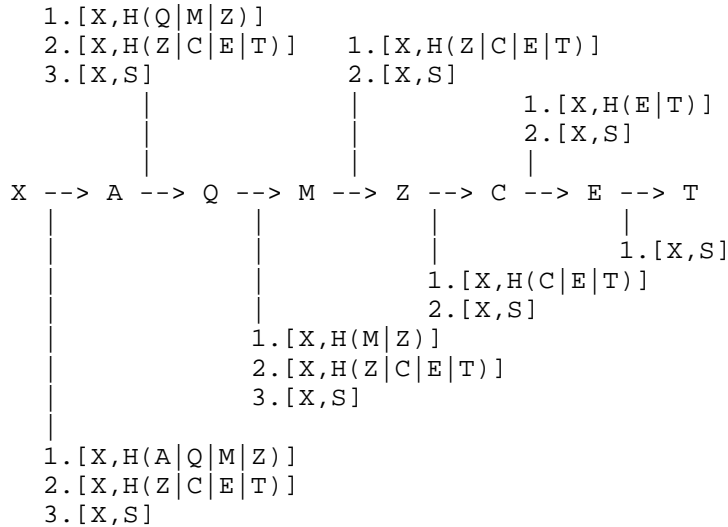 1.[X,H(Q|M|Z)]
2.[X,H(Z|C|E|T)] 1.[X,H(Z|C|E|T)]
3.[X,S] 2.[X,S]
1.[X,H(E|T)]
2.[X,S]
X --> A --> Q --> M --> Z --> C --> E --> T
1.[X,S]
1.[X,H(C|E|T)]
2.[X,S]
1.[X,H(M|Z)]
2.[X,H(Z|C|E|T)]
3.[X,S]
1.[X,H(A|Q|M|Z)]
2.[X,H(Z|C|E|T)]
3.[X,S]